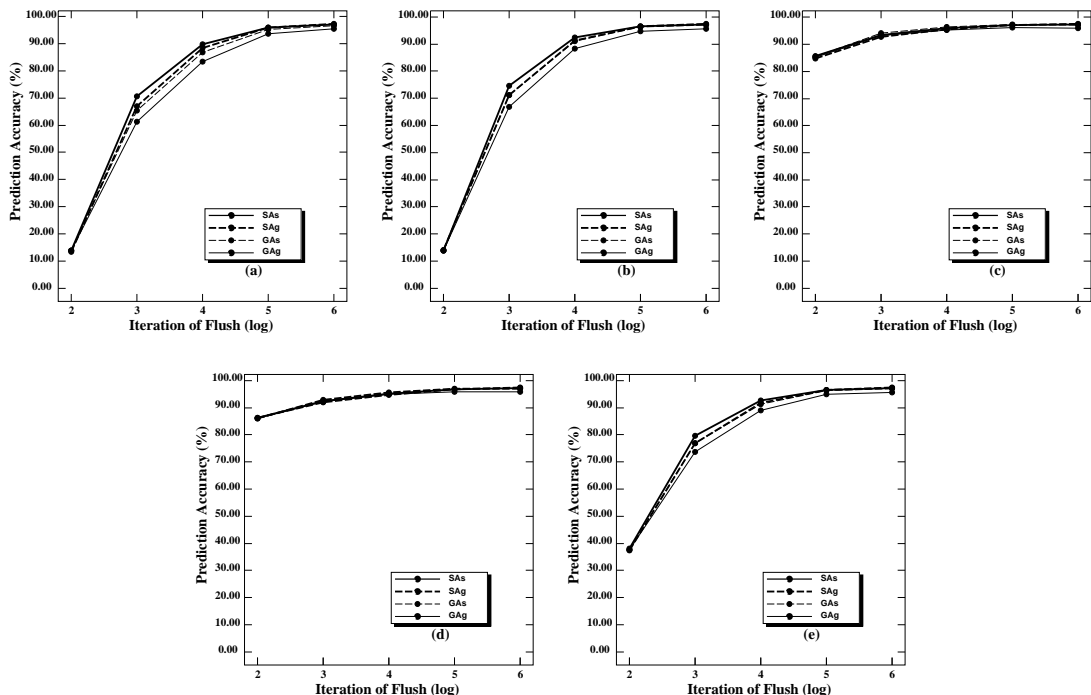 Prediction Accuracy (%)
100.00
90.00
80.00
70.00
60.00
50.00
40.00
30.00
20.00
10.00
0.00
SAs
SAg
GAs
GAg
(a)
2 3 4 5 6
Iteration of Flush (log)
Prediction Accuracy (%)
100.00
90.00
80.00
70.00
60.00
50.00
40.00
30.00
20.00
10.00
0.00
SAs
SAg
GAs
GAg
(b)
2 3 4 5 6
Iteration of Flush (log)
Prediction Accuracy (%)
100.00
90.00
80.00
70.00
60.00
50.00
40.00
30.00
20.00
10.00
0.00
SAs
SAg
GAs
GAg
(c)
2 3 4 5 6
Iteration of Flush (log)
Prediction Accuracy (%)
100.00
90.00
80.00
70.00
60.00
50.00
40.00
30.00
20.00
10.00
0.00
SAs
SAg
GAs
GAg
(d)
2 3 4 5 6
Iteration of Flush (log)
Prediction Accuracy (%)
100.00
90.00
80.00
70.00
60.00
50.00
40.00
30.00
20.00
10.00
0.00
SAs
SAg
GAs
GAg
(e)
2 3 4 5 6
Iteration of Flush (log)